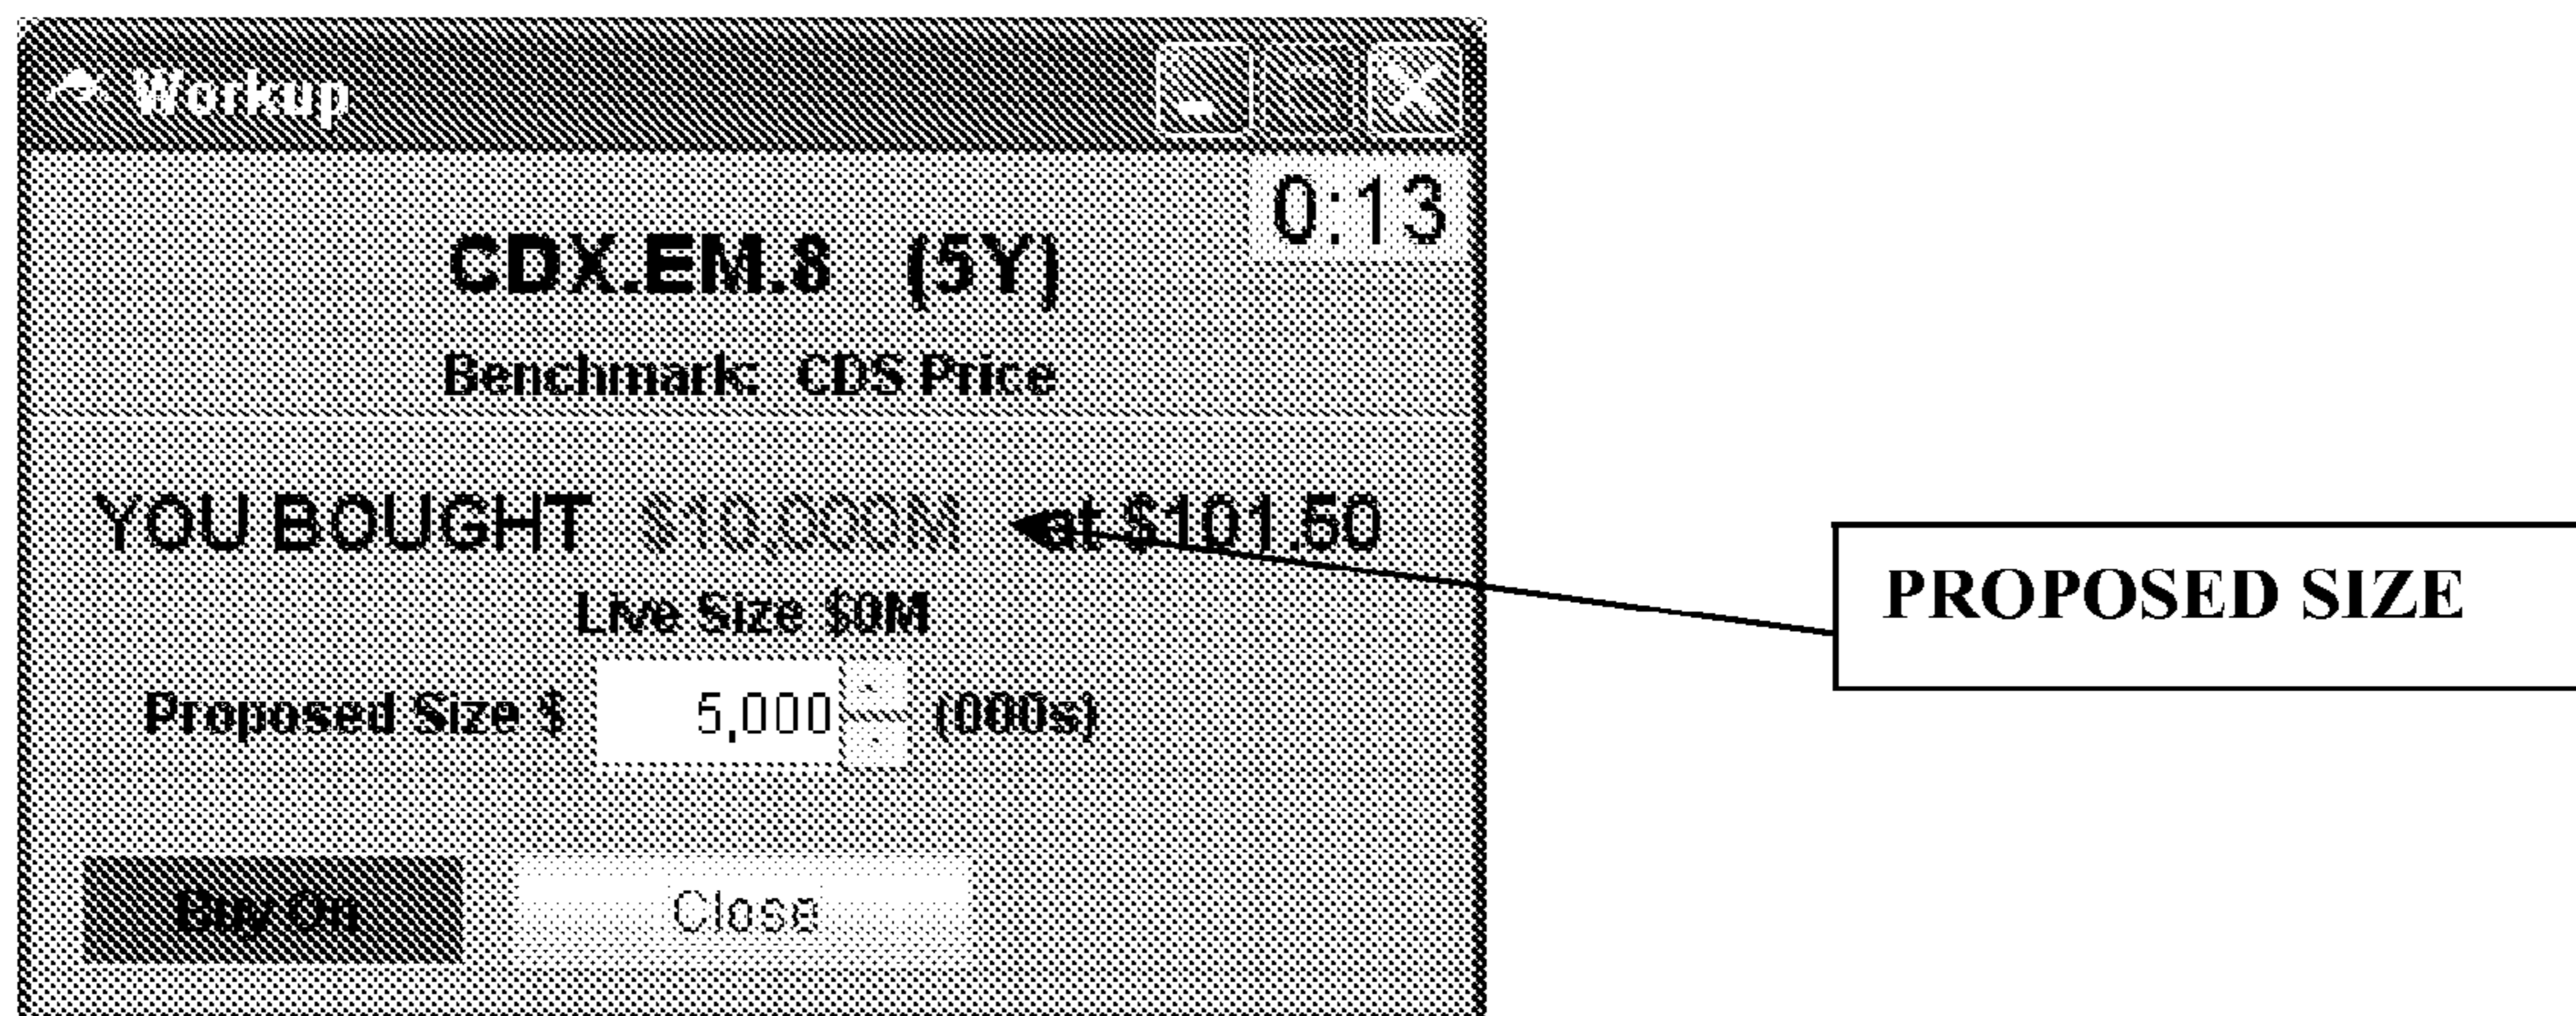 Workup
0:13
CDX.EM.8 (5Y)
Benchmark: CDS Price
YOU BOUGHT $10,000M at $101.50
Live Size $0M
PROPOSED SIZE
Proposed Size $ 5,000 (000s)
Buy On Close